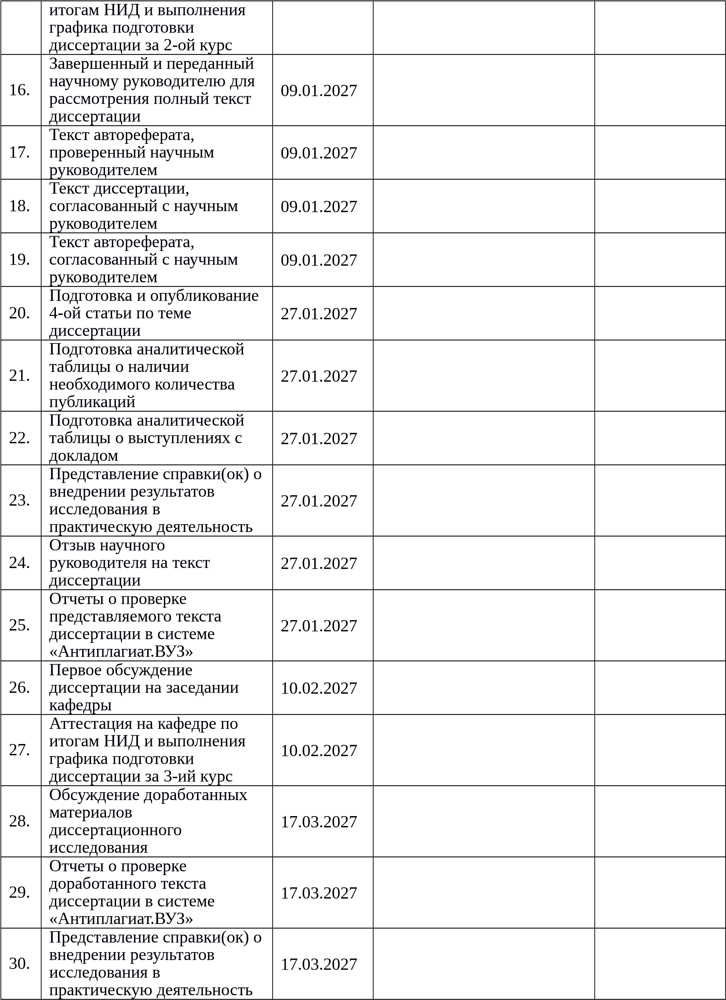 итогам НИД и выполнения
графика подготовки
диссертации за 2-ой курс
16.
Завершенный и переданный
научному руководителю для
рассмотрения полный текст
диссертации
09.01.2027
17.
Текст автореферата,
проверенный научным
руководителем
09.01.2027
18.
Текст диссертации,
согласованный с научным
руководителем
09.01.2027
19.
Текст автореферата,
согласованный с научным
руководителем
09.01.2027
20.
Подготовка и опубликование
4-ой статьи по теме
диссертации
27.01.2027
21.
Подготовка аналитической
таблицы о наличии
необходимого количества
публикаций
27.01.2027
22.
Подготовка аналитической
таблицы о выступлениях с
докладом
27.01.2027
23.
Представление справки(ок) о
внедрении результатов
исследования в
практическую деятельность
27.01.2027
24.
Отзыв научного
руководителя на текст
диссертации
27.01.2027
25.
Отчеты о проверке
представляемого текста
диссертации в системе
«Антиплагиат.ВУЗ»
27.01.2027
26.
Первое обсуждение
диссертации на заседании
кафедры
10.02.2027
27.
Аттестация на кафедре по
итогам НИД и выполнения
графика подготовки
диссертации за 3-ий курс
10.02.2027
28.
Обсуждение доработанных
материалов
диссертационного
исследования
17.03.2027
29.
Отчеты о проверке
доработанного текста
диссертации в системе
«Антиплагиат.ВУЗ»
17.03.2027
30.
Представление справки(ок) о
внедрении результатов
исследования в
практическую деятельность
17.03.2027